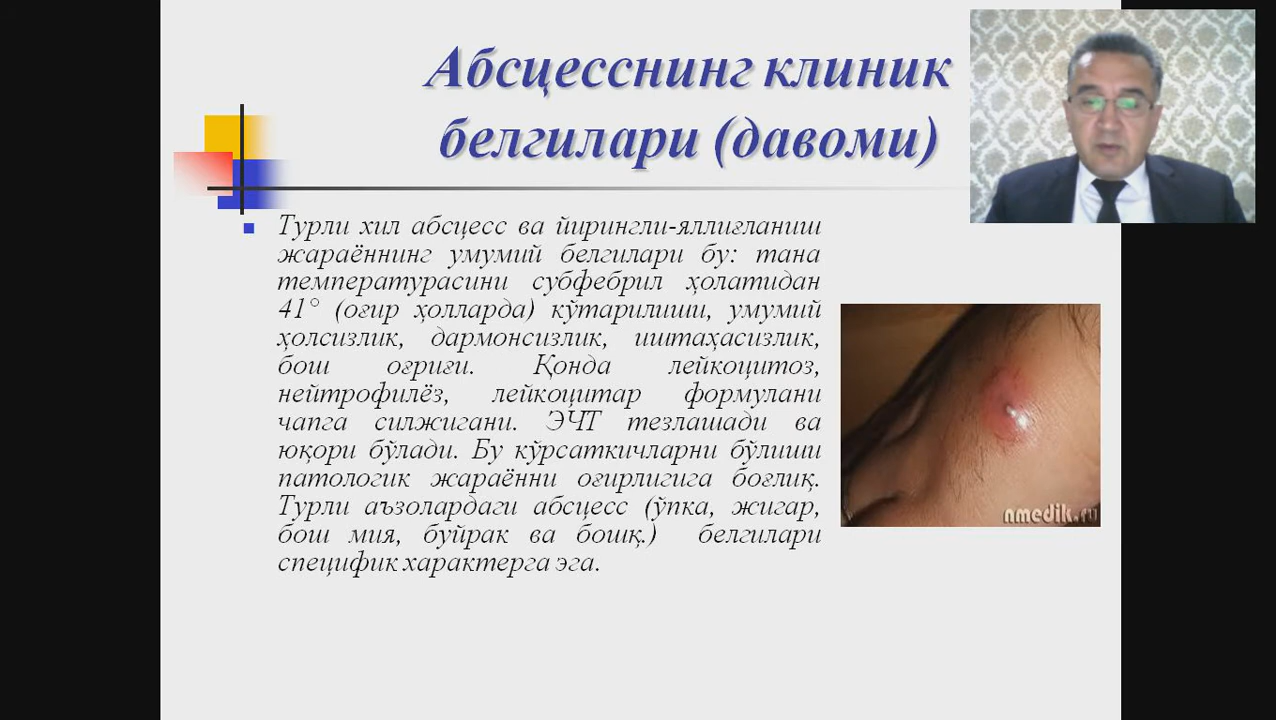 Абсцесснинг клиник
белгилари (давоми)
Турли хил абсцесс ва йирингли-яллиғланиш
жараённинг умумий белгилари бу: тана
температурасини субфебрил ҳолатидан
41° (оғир ҳолларда) кўтарилиши, умумий
ҳолсизлик, дармонсизлик, иштаҳасизлик,
бош оғриғи. Қонда лейкоцитоз,
нейтрофилёз, лейкоцитар формулани
чапга силжигани. ЭЧТ тезлашади ва
юқори бўлади. Бу кўрсаткичларни бўлиши
патологик жараённи оғирлигига боғлиқ.
Турли аъзолардаги абсцесс (ўпка, жигар,
бош мия, буйрак ва бошқ.) белгилари
специфик характерга эга.
nmedik.ru